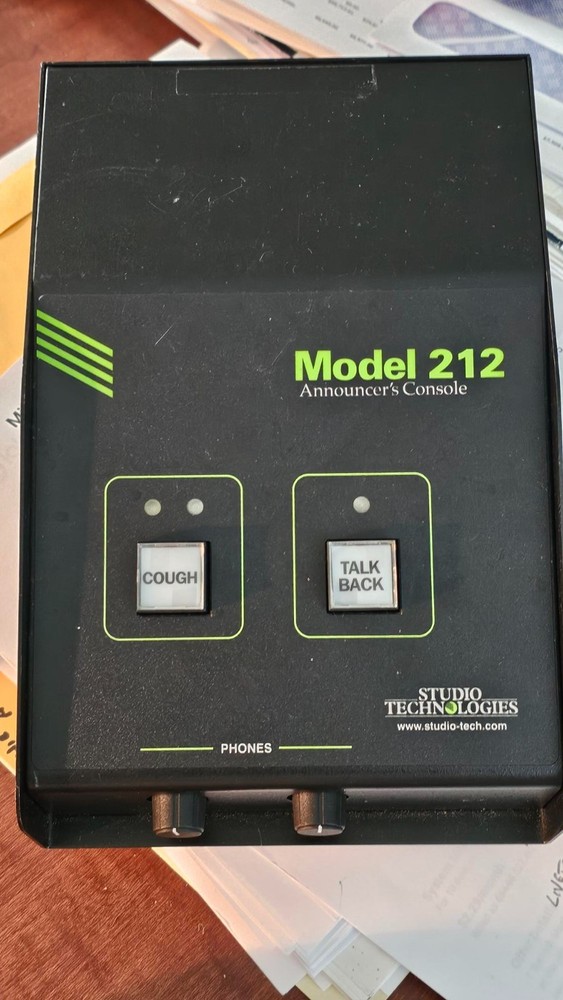 Model 212
Announcer's Console
COUGH
TALK
BACK
STUDIO
TECHNOLOGIES
www.studio-tech.com
PHONES